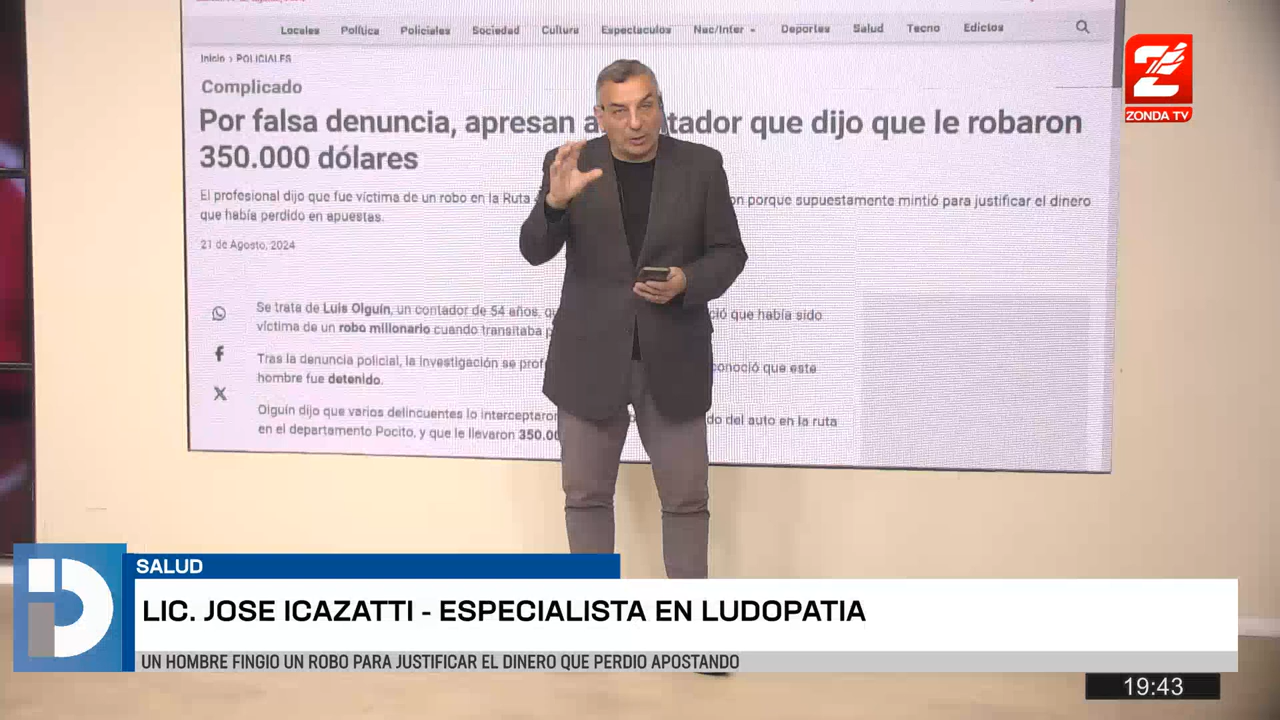 Locales Política Policiales Sociedad Cultura Espectaculos Nac/Inter Deportes Salud Tecno Edictos
Inicio › POLICIALES
Complicado
Por falsa denuncia, apresan a tador que dijo que le robaron
350.000 dólares
El profesional dijo que fue víctima de un robo en la Ruta on porque supuestamente mintió para justificar el dinero
que había perdido en apuestas.
21 de Agosto, 2024
Se trata de Luis Olguín, un contador de 54 años, ció que había sido
víctima de un robo millonario cuando transitaba
Tras la denuncia policial, la investigación se prof conoció que este
hombre fue detenido.
Olguín dijo que varios delincuentes lo interceptaron do del auto en la ruta
en el departamento Pocito, y que le llevaron 350.00
Z
ZONDA TV
SALUD
LIC. JOSE ICAZATTI - ESPECIALISTA EN LUDOPATIA
UN HOMBRE FINGIO UN ROBO PARA JUSTIFICAR EL DINERO QUE PERDIO APOSTANDO
19:43